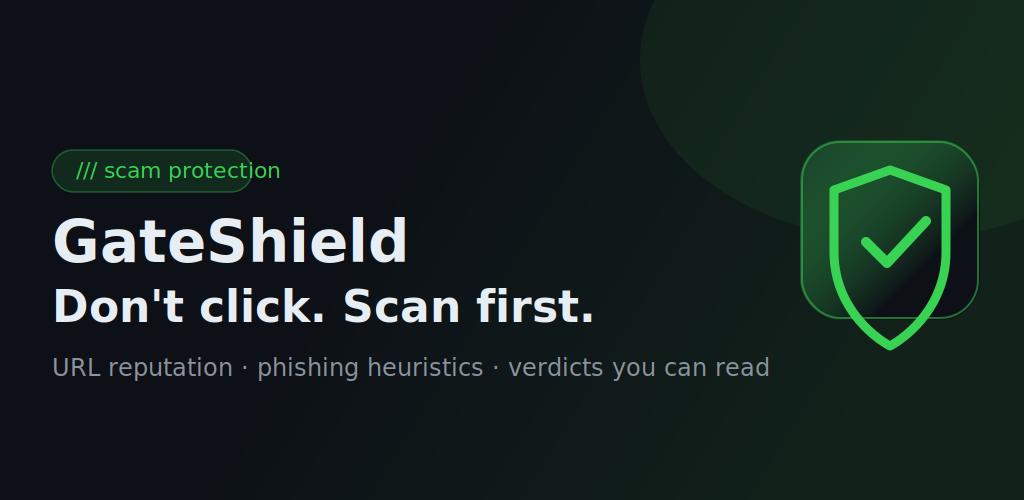 /// scam protection
GateShield
Don't click. Scan first.
URL reputation · phishing heuristics · verdicts you can read